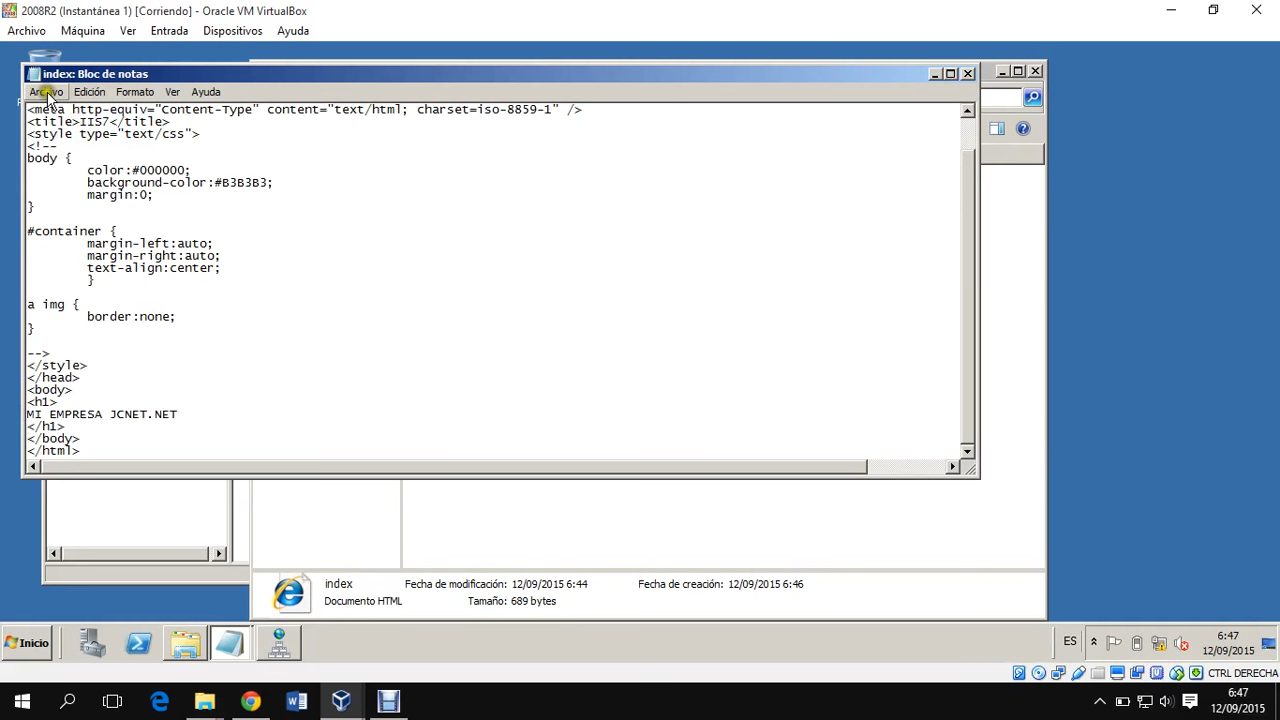 2008R2 (Instantánea 1) [Corriendo] - Oracle VM VirtualBox
Archivo Máquina Ver Entrada Dispositivos Ayuda
index: Bloc de notas
Archivo Edición Formato Ver Ayuda
<meta http-equiv="Content-Type" content="text/html; charset=iso-8859-1" />
<title>IIS7</title>
<style type="text/css">
<!--
body {
color:#000000;
background-color:#B3B3B3;
margin:0;
}
#container {
margin-left:auto;
margin-right:auto;
text-align:center;
}
a img {
border:none;
}
-->
</style>
</head>
<body>
<h1>
MI EMPRESA JCNET.NET
</h1>
</body>
</html>
index Fecha de modificación: 12/09/2015 6:44 Fecha de creación: 12/09/2015 6:46
Documento HTML Tamaño: 689 bytes
Inicio ES 6:47
12/09/2015
CTRL DERECHA
6:47
12/09/2015